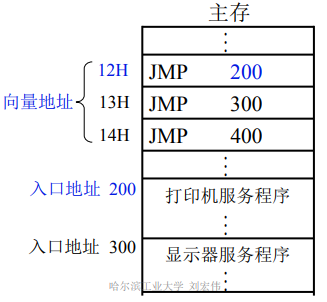 主存
⋮
12H JMP 200
向量地址 13H JMP 300
14H JMP 400
⋮
入口地址 200 打印机服务程序
⋮
入口地址 300 显示器服务程序
哈尔滨工业大学 刘宏伟
⋮